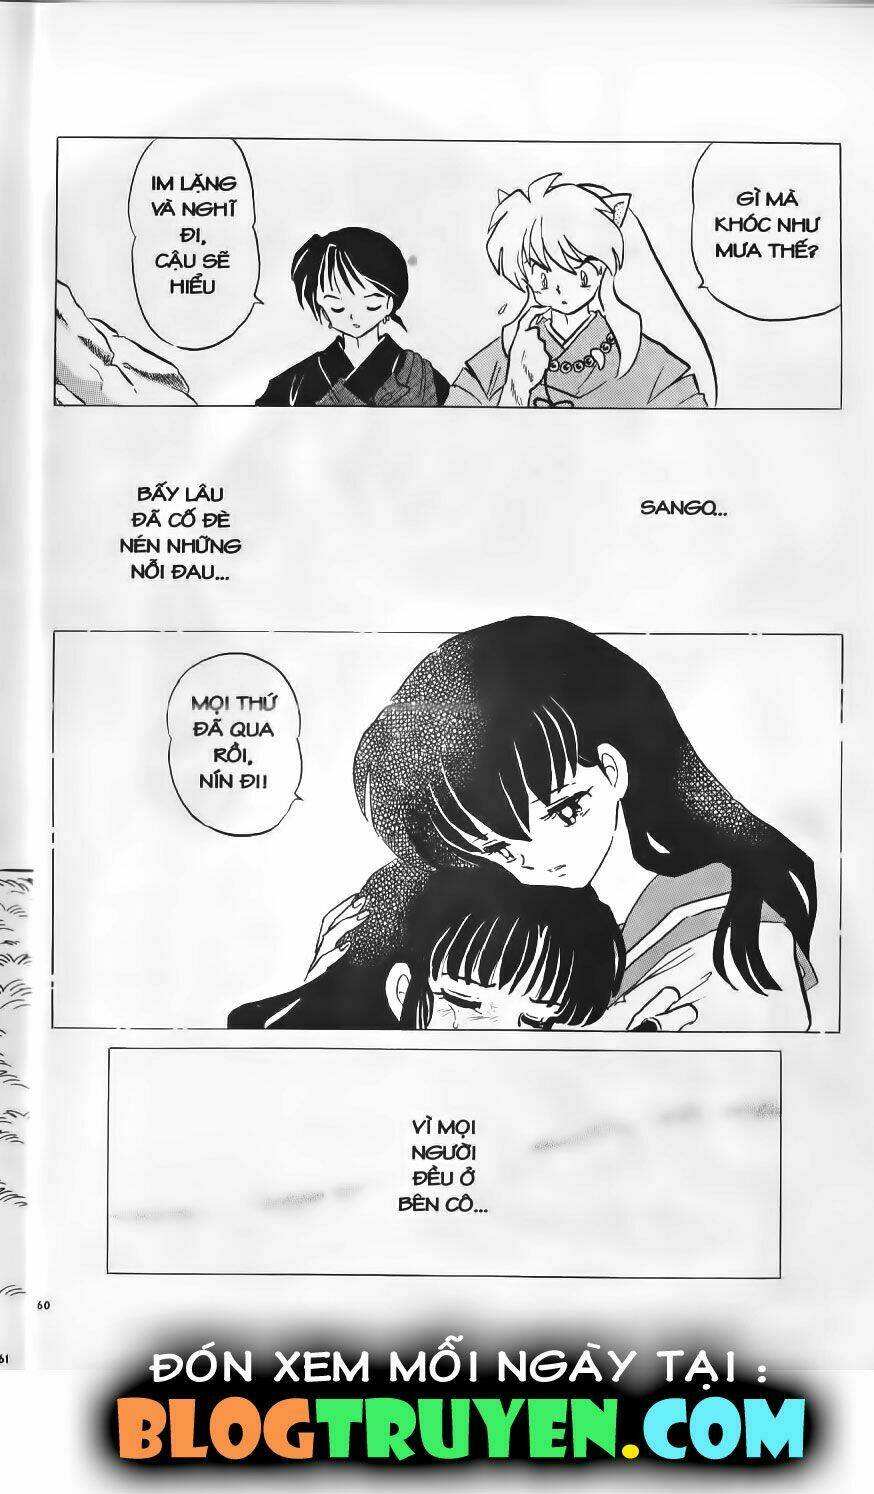 GÌ MÀ
KHÓC NHƯ
MƯA THẾ?
IM LẶNG
VÀ NGHĨ
ĐI,
CẬU SẼ
HIỂU
SANGO...
BẤY LÂU
ĐÃ CỐ ĐÈ
NÉN NHỮNG
NỖI ĐAU...
MỌI THỨ
ĐÃ QUA
RỒI,
NÍN ĐI!
VÌ MỌI
NGƯỜI
ĐỀU Ở
BÊN CÔ...
60
61
ĐÓN XEM MỖI NGÀY TẠI :
BLOGTRUYEN.COM